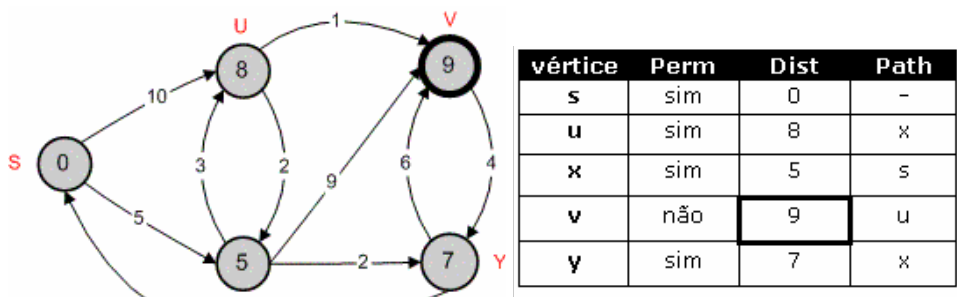 U
V
1
8
9
10
S
0
3
2
9
6
4
5
5
2
7
Y
vértice Perm Dist Path
s sim 0 -
u sim 8 x
x sim 5 s
v não 9 u
y sim 7 x